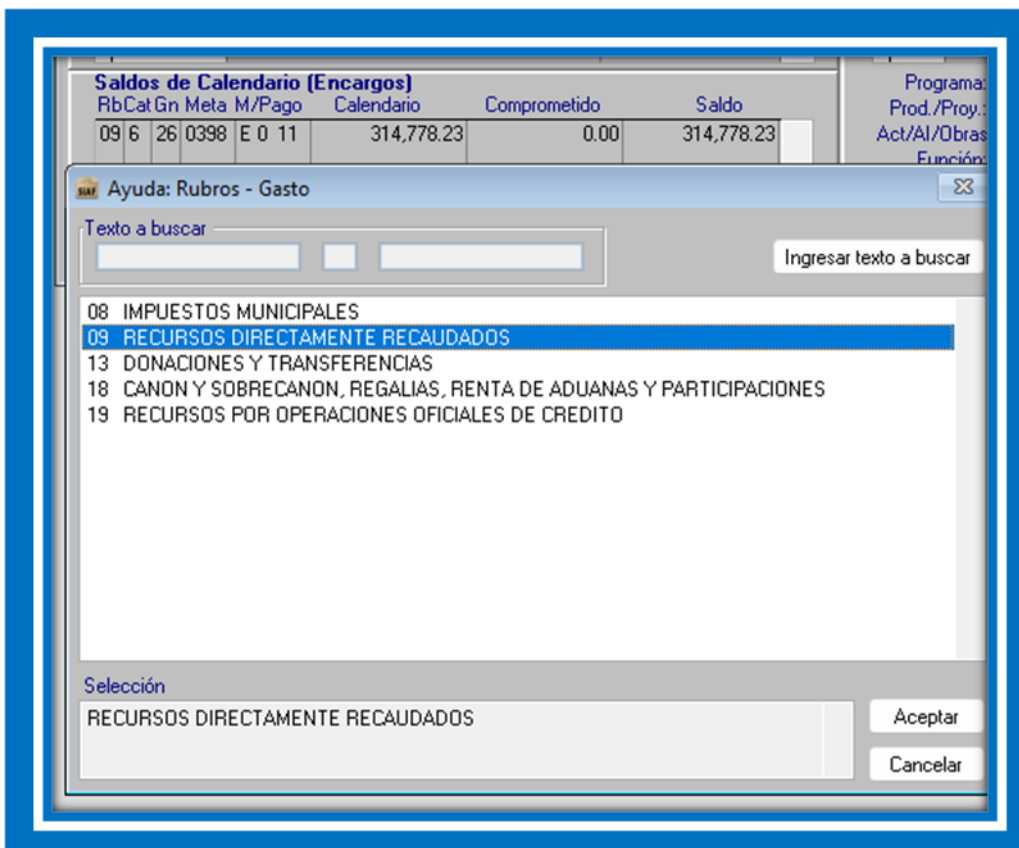 Saldos de Calendario (Encargos)
Rb Cat Gn Meta M/Pago Calendario Comprometido Saldo
09 6 26 0398 E 0 11 314,778.23 0.00 314,778.23
Programa:
Prod./Proy.:
Act/Al/Obras
Función:
SIAF Ayuda: Rubros - Gasto
Texto a buscar
Ingresar texto a buscar
08 IMPUESTOS MUNICIPALES
09 RECURSOS DIRECTAMENTE RECAUDADOS
13 DONACIONES Y TRANSFERENCIAS
18 CANON Y SOBRECANON, REGALIAS, RENTA DE ADUANAS Y PARTICIPACIONES
19 RECURSOS POR OPERACIONES OFICIALES DE CREDITO
Selección
RECURSOS DIRECTAMENTE RECAUDADOS
Aceptar
Cancelar